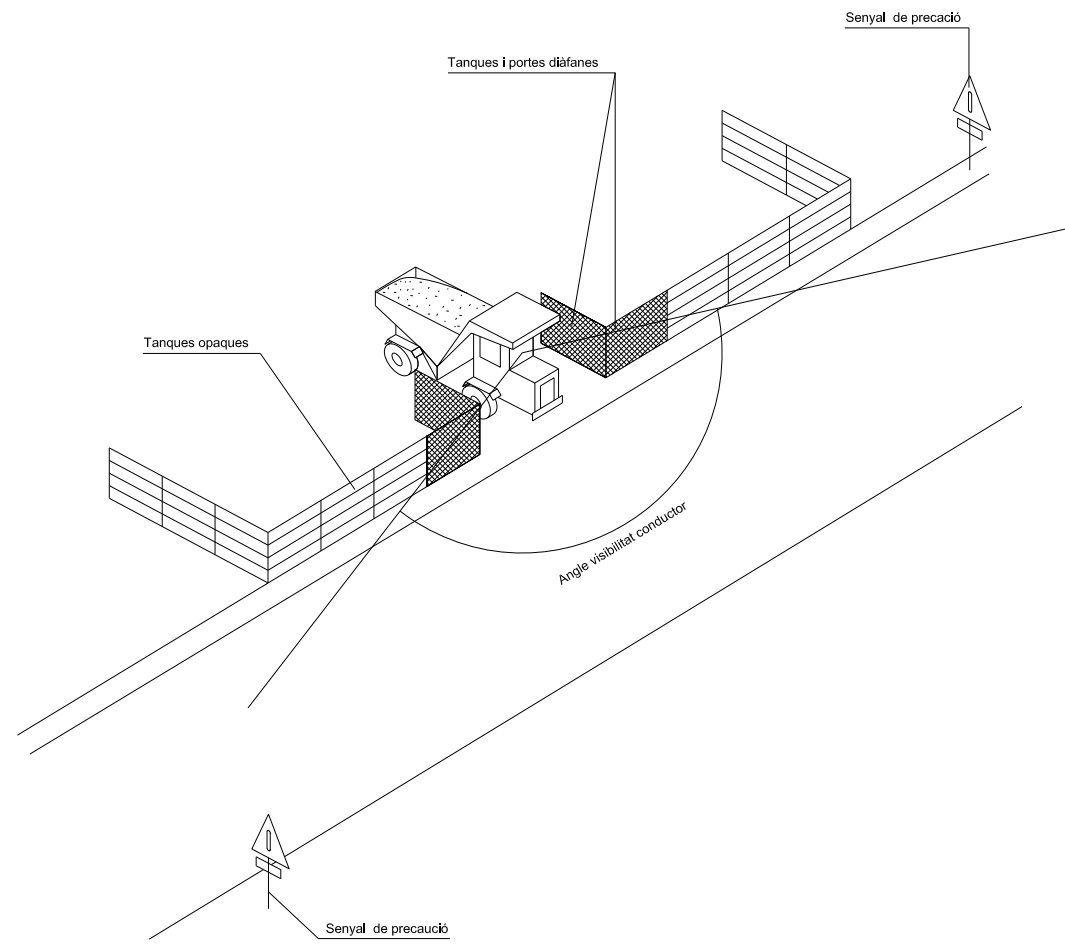 Senyal de precació
Tanques i portes diàfanes
Tanques opaques
Angle visibilitat conductor
Senyal de precaució